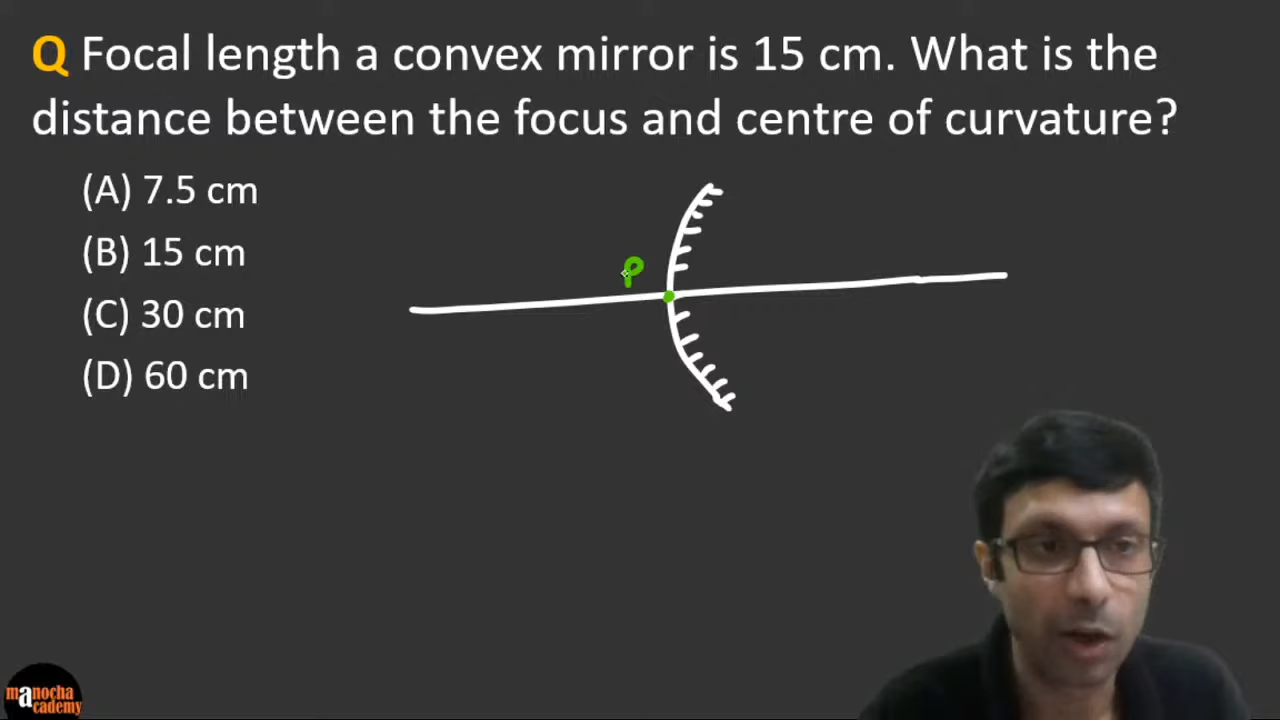 Q Focal length a convex mirror is 15 cm. What is the
distance between the focus and centre of curvature?
(A) 7.5 cm
(B) 15 cm
(C) 30 cm
(D) 60 cm
P
manocha
academy